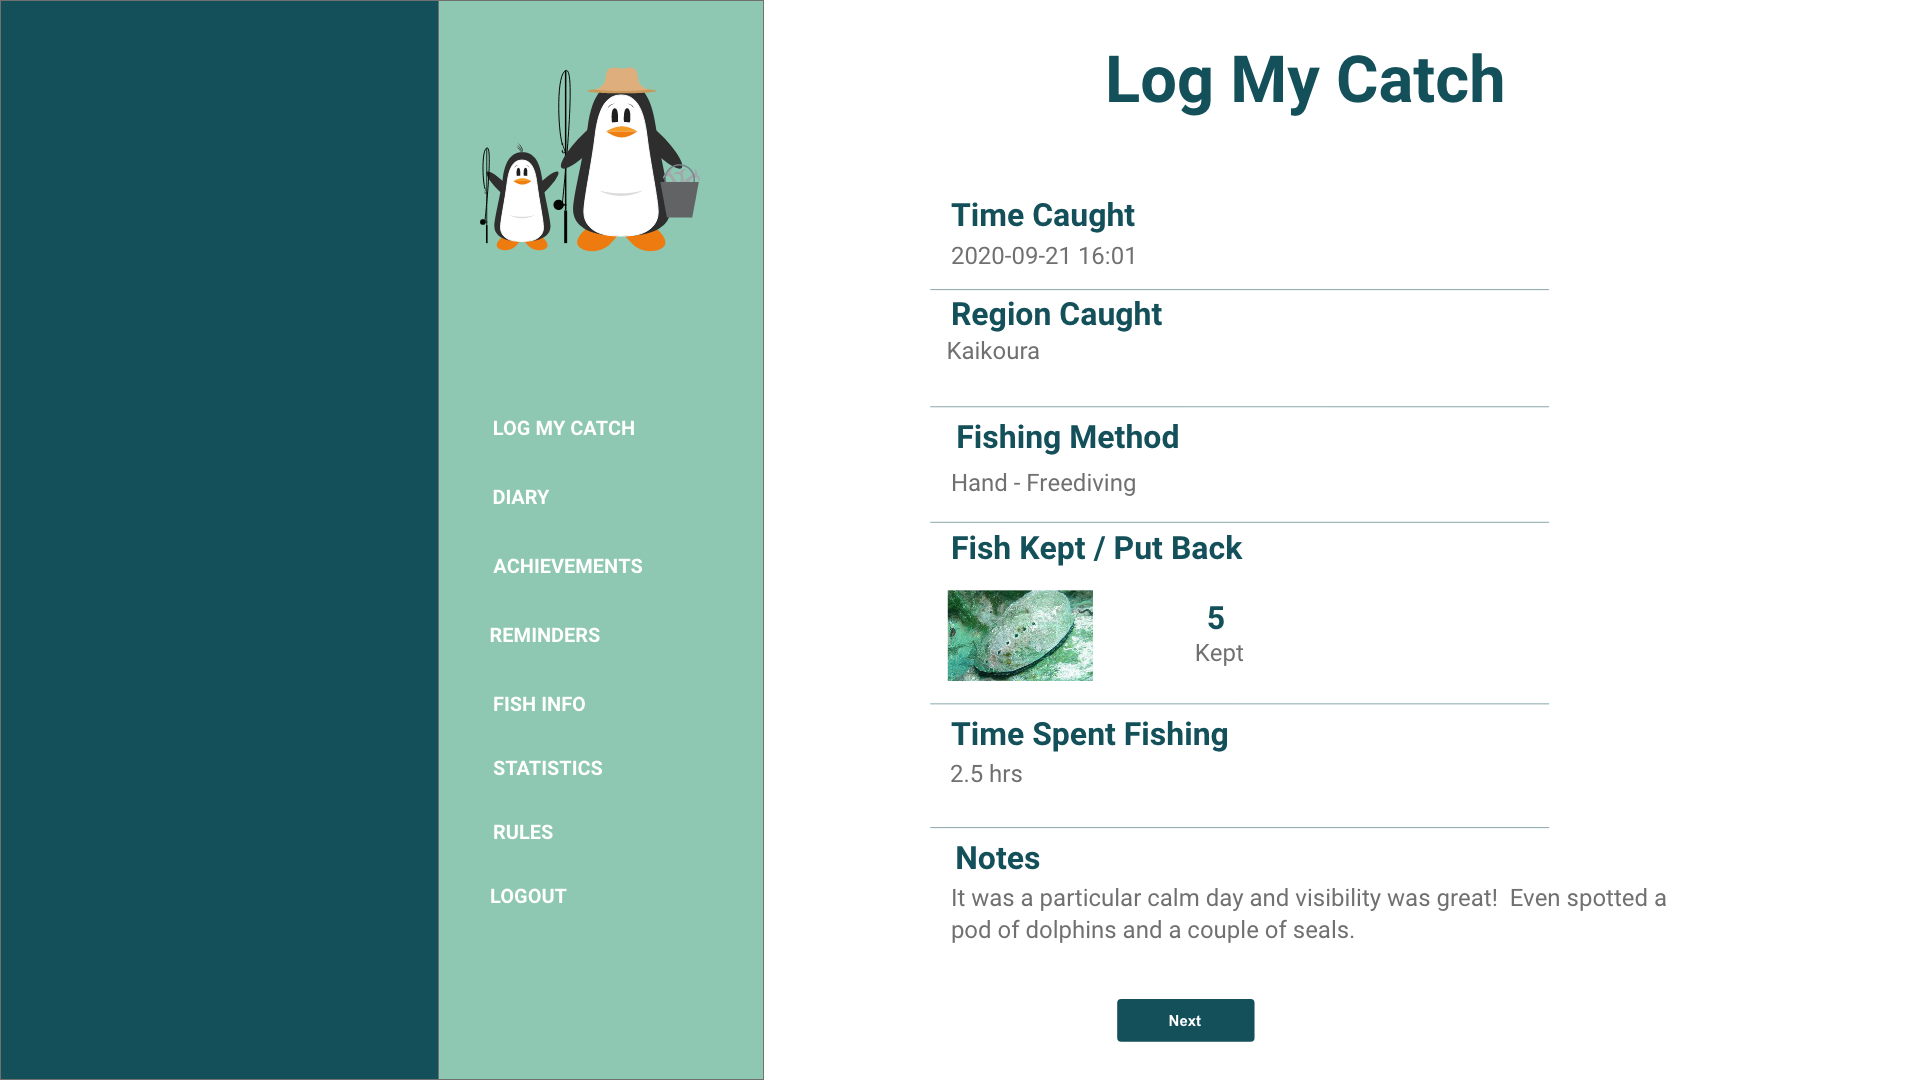 LOG MY CATCH
DIARY
ACHIEVEMENTS
REMINDERS
FISH INFO
STATISTICS
RULES
LOGOUT
Log My Catch
Time Caught
2020-09-21 16:01
Region Caught
Kaikoura
Fishing Method
Hand - Freediving
Fish Kept / Put Back
5
Kept
Time Spent Fishing
2.5 hrs
Notes
It was a particular calm day and visibility was great!  Even spotted a
pod of dolphins and a couple of seals.
Next